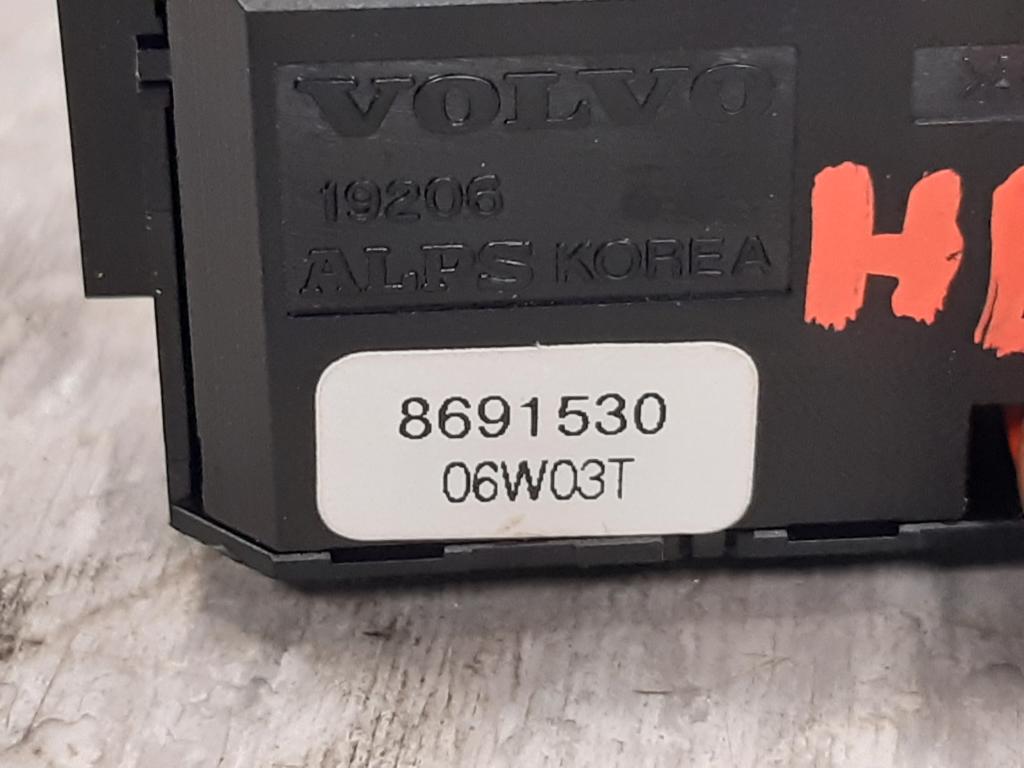 VOLVO
19206
ALPS KOREA
H
8691530
06W03T